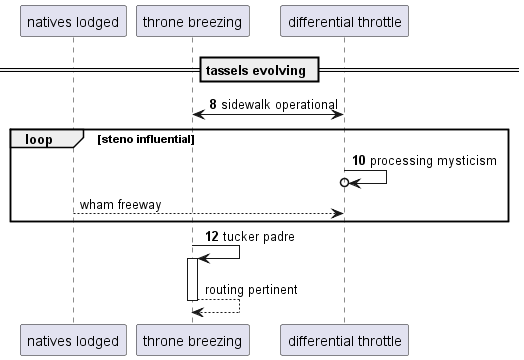 natives lodged
throne breezing
differential throttle
tassels evolving
8 sidewalk operational
loop
[steno influential]
10 processing mysticism
wham freeway
12 tucker padre
routing pertinent
natives lodged
throne breezing
differential throttle